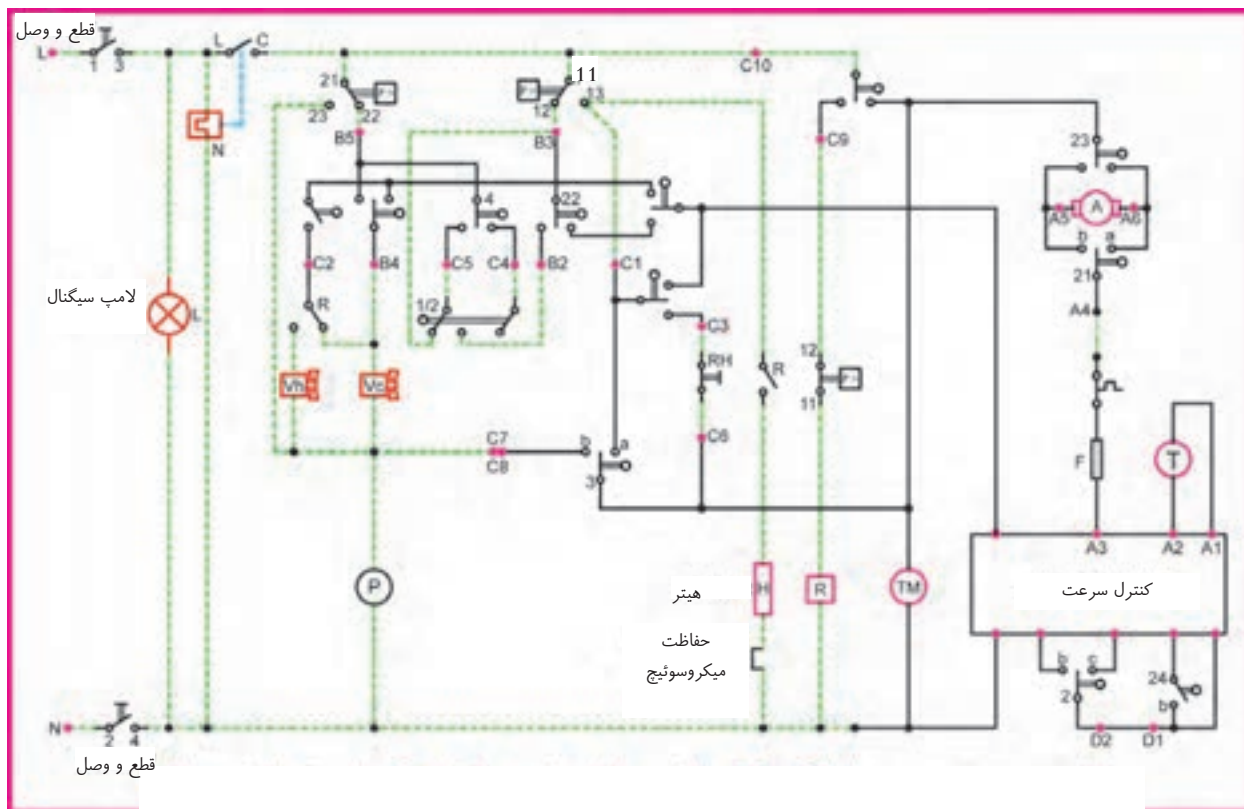 قطع و وصل
L
1 3
L C
C10
21
23 22
11
12 13
B5
B3
C9
23
N
4
22
A5 A A6
b a
21
C2
B4
C5
C4
B2
C1
A4
R
1/2
C3
RH
R
12
11
لامپ سیگنال
L
Vh
Vc
C7
C8
b a
3
C6
F
T
A3 A2 A1
P
هیتر
H
R
TM
کنترل سرعت
حفاظت
میکروسوئیچ
b c
2
24
b
D2 D1
N
2 4
قطع و وصل